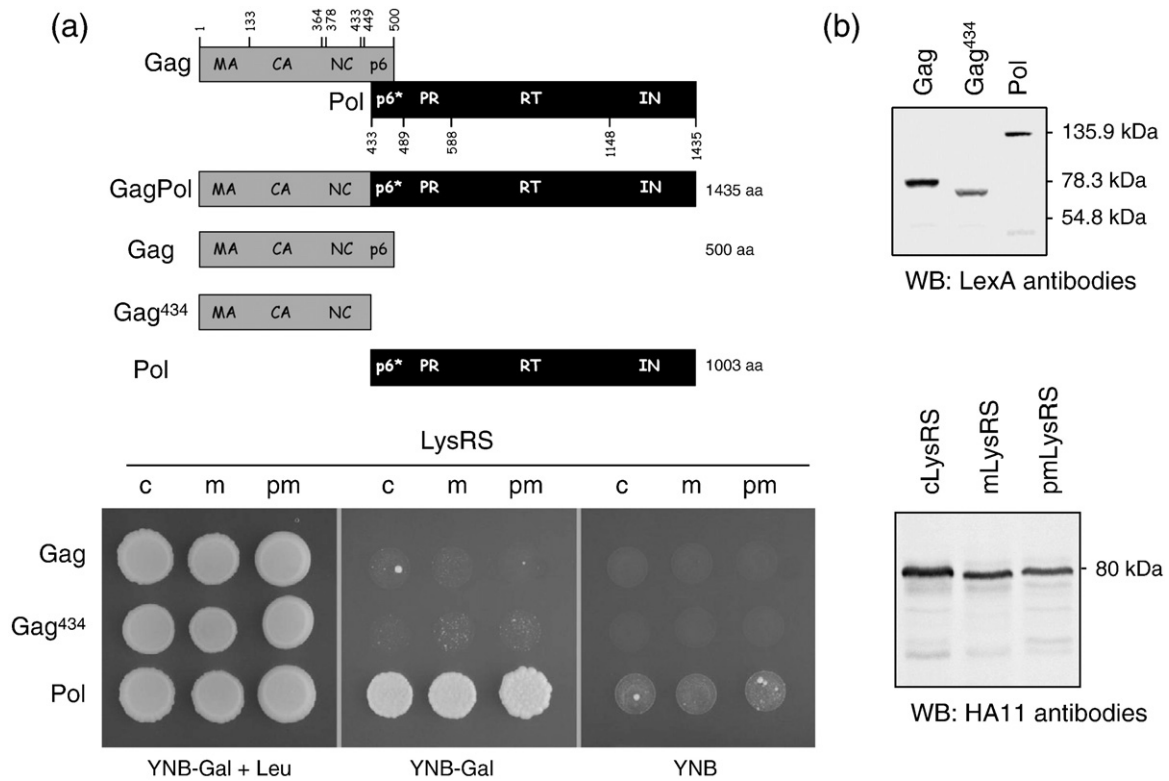 (a)
1 133 364 378 433 449 500
Gag MA CA NC p6
Pol p6* PR RT IN
433 489 588 1148 1435
GagPol MA CA NC p6* PR RT IN 1435 aa
Gag MA CA NC p6 500 aa
Gag434 MA CA NC
Pol p6* PR RT IN 1003 aa
LysRS
c m pm c m pm c m pm
Gag
Gag434
Pol
YNB-Gal + Leu YNB-Gal YNB
(b)
Gag Gag434 Pol
135.9 kDa
78.3 kDa
54.8 kDa
WB: LexA antibodies
cLysRS mLysRS pmLysRS
80 kDa
WB: HA11 antibodies